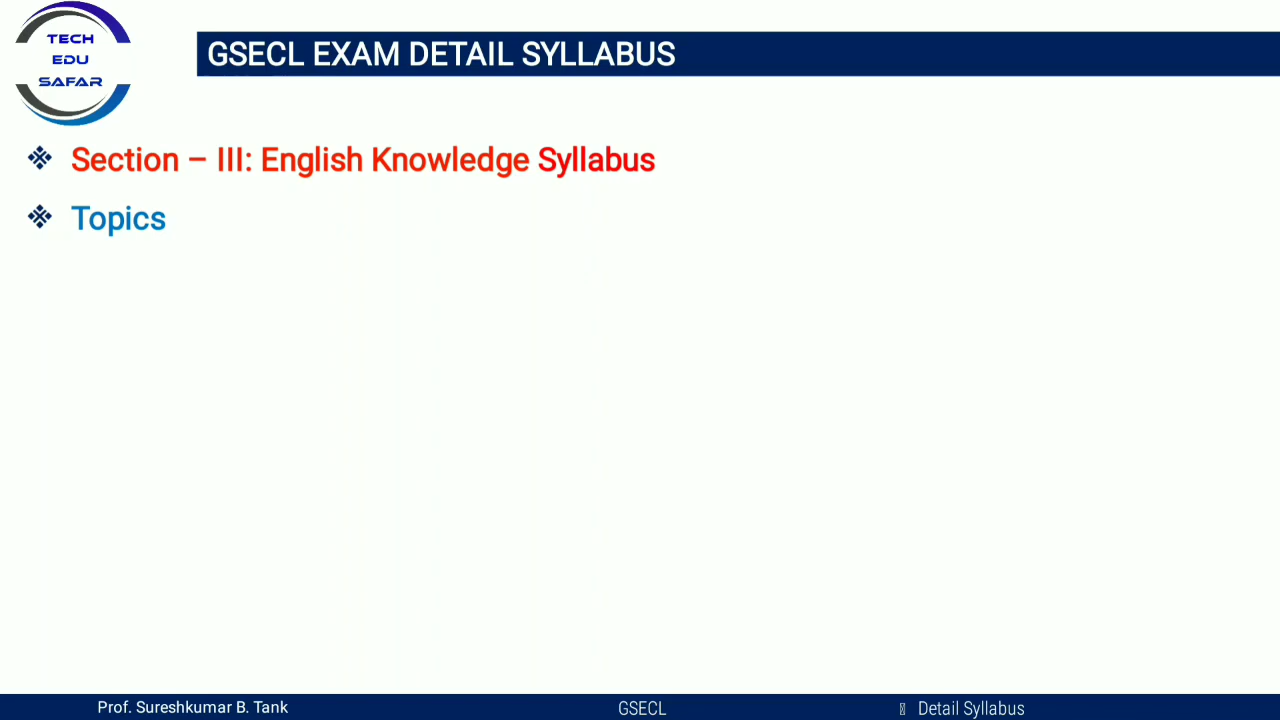 TECH
EDU
SAFAR
GSECL EXAM DETAIL SYLLABUS
Section – III: English Knowledge Syllabus
Topics
Prof. Sureshkumar B. Tank
GSECL
Detail Syllabus